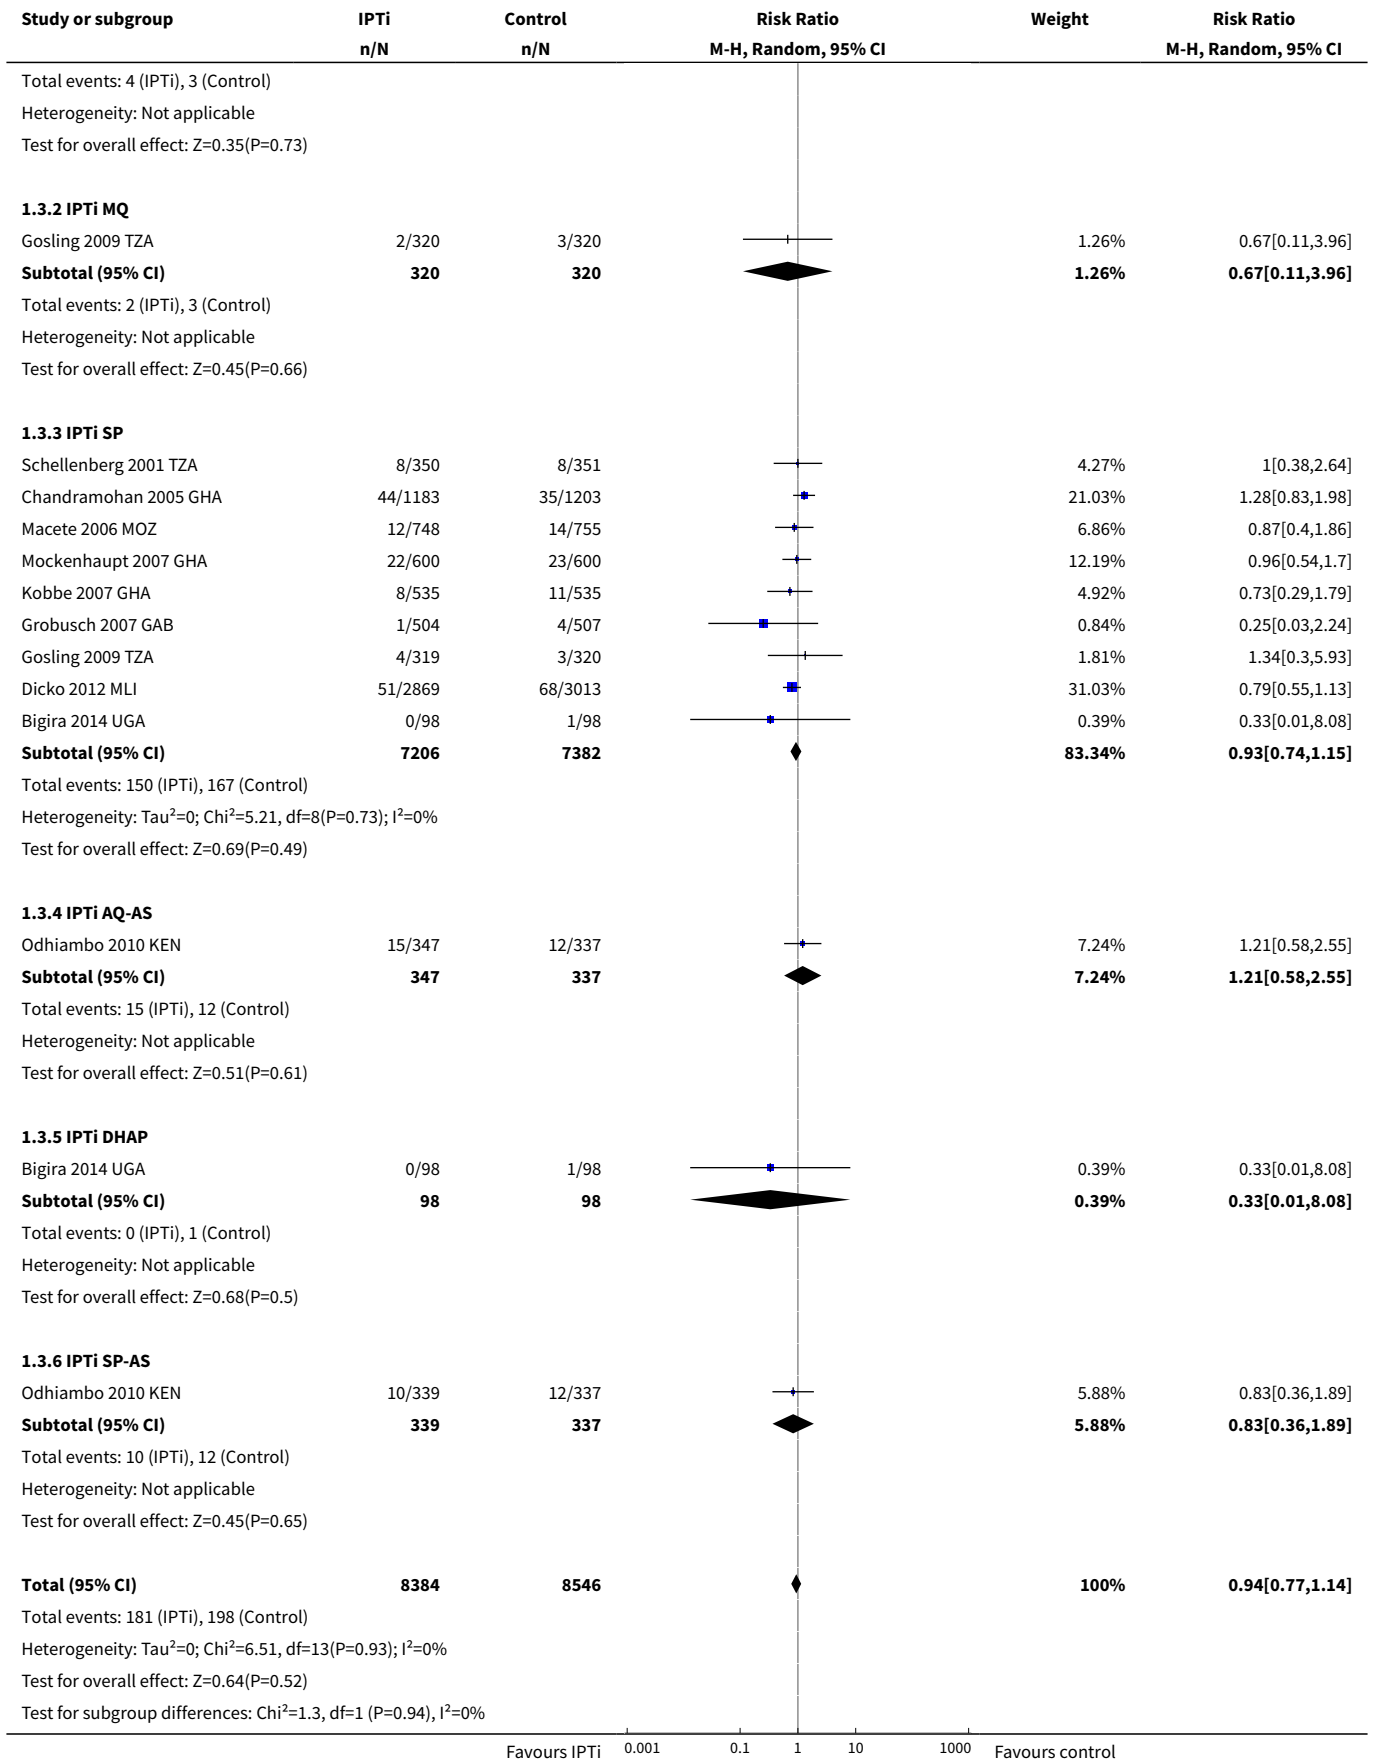 Study or subgroup IPTi Control Risk Ratio Weight Risk Ratio
n/N n/N M-H, Random, 95% CI M-H, Random, 95% CI
Total events: 4 (IPTi), 3 (Control)
Heterogeneity: Not applicable
Test for overall effect: Z=0.35(P=0.73)
1.3.2 IPTi MQ
Gosling 2009 TZA 2/320 3/320 1.26% 0.67[0.11,3.96]
Subtotal (95% CI) 320 320 1.26% 0.67[0.11,3.96]
Total events: 2 (IPTi), 3 (Control)
Heterogeneity: Not applicable
Test for overall effect: Z=0.45(P=0.66)
1.3.3 IPTi SP
Schellenberg 2001 TZA 8/350 8/351 4.27% 1[0.38,2.64]
Chandramohan 2005 GHA 44/1183 35/1203 21.03% 1.28[0.83,1.98]
Macete 2006 MOZ 12/748 14/755 6.86% 0.87[0.4,1.86]
Mockenhaupt 2007 GHA 22/600 23/600 12.19% 0.96[0.54,1.7]
Kobbe 2007 GHA 8/535 11/535 4.92% 0.73[0.29,1.79]
Grobusch 2007 GAB 1/504 4/507 0.84% 0.25[0.03,2.24]
Gosling 2009 TZA 4/319 3/320 1.81% 1.34[0.3,5.93]
Dicko 2012 MLI 51/2869 68/3013 31.03% 0.79[0.55,1.13]
Bigira 2014 UGA 0/98 1/98 0.39% 0.33[0.01,8.08]
Subtotal (95% CI) 7206 7382 83.34% 0.93[0.74,1.15]
Total events: 150 (IPTi), 167 (Control)
Heterogeneity: Tau²=0; Chi²=5.21, df=8(P=0.73); I²=0%
Test for overall effect: Z=0.69(P=0.49)
1.3.4 IPTi AQ-AS
Odhiambo 2010 KEN 15/347 12/337 7.24% 1.21[0.58,2.55]
Subtotal (95% CI) 347 337 7.24% 1.21[0.58,2.55]
Total events: 15 (IPTi), 12 (Control)
Heterogeneity: Not applicable
Test for overall effect: Z=0.51(P=0.61)
1.3.5 IPTi DHAP
Bigira 2014 UGA 0/98 1/98 0.39% 0.33[0.01,8.08]
Subtotal (95% CI) 98 98 0.39% 0.33[0.01,8.08]
Total events: 0 (IPTi), 1 (Control)
Heterogeneity: Not applicable
Test for overall effect: Z=0.68(P=0.5)
1.3.6 IPTi SP-AS
Odhiambo 2010 KEN 10/339 12/337 5.88% 0.83[0.36,1.89]
Subtotal (95% CI) 339 337 5.88% 0.83[0.36,1.89]
Total events: 10 (IPTi), 12 (Control)
Heterogeneity: Not applicable
Test for overall effect: Z=0.45(P=0.65)
Total (95% CI) 8384 8546 100% 0.94[0.77,1.14]
Total events: 181 (IPTi), 198 (Control)
Heterogeneity: Tau²=0; Chi²=6.51, df=13(P=0.93); I²=0%
Test for overall effect: Z=0.64(P=0.52)
Test for subgroup differences: Chi²=1.3, df=1 (P=0.94), I²=0%
Favours IPTi 0.001 0.1 1 10 1000 Favours control